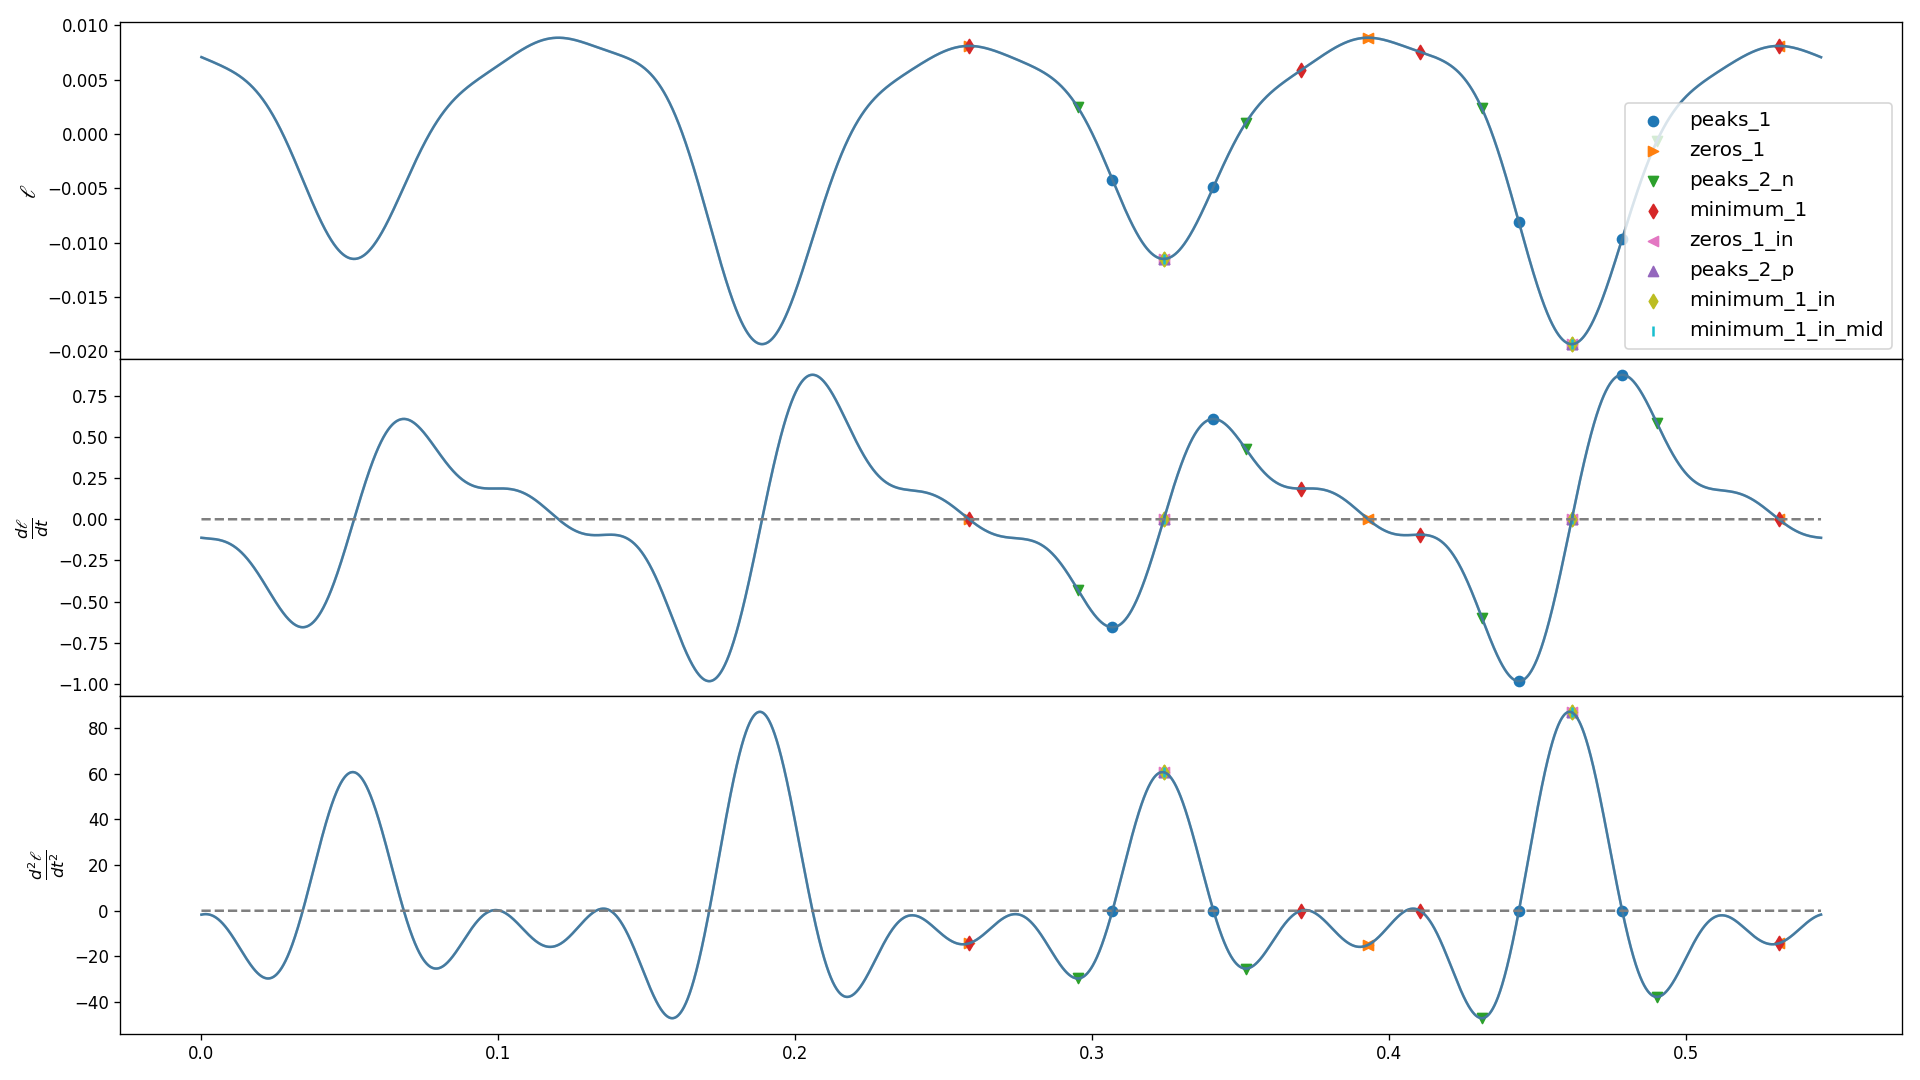 0.010
0.005
0.000
−0.005
−0.010
−0.015
−0.020
ℓ
peaks_1
zeros_1
peaks_2_n
minimum_1
zeros_1_in
peaks_2_p
minimum_1_in
minimum_1_in_mid
0.75
0.50
0.25
0.00
−0.25
−0.50
−0.75
−1.00
dℓ
dt
80
60
40
20
0
−20
−40
d²ℓ
dt²
0.0 0.1 0.2 0.3 0.4 0.5